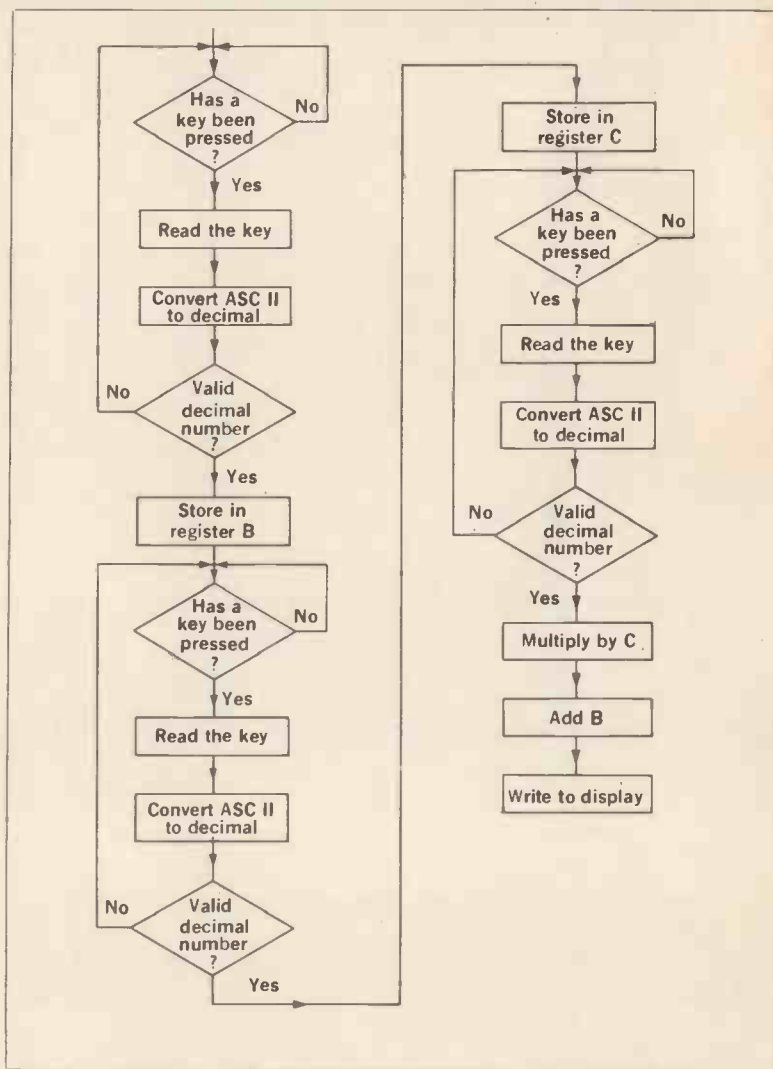 Has a
key been
pressed
?
No
Yes
Read the key
Convert ASC II
to decimal
No
Valid
decimal
number
?
Yes
Store in
register B
Has a
key been
pressed
?
No
Yes
Read the key
Convert ASC II
to decimal
No
Valid
decimal
number
?
Yes
Store in
register C
Has a
key been
pressed
?
No
Yes
Read the key
Convert ASC II
to decimal
No
Valid
decimal
number
?
Yes
Multiply by C
Add B
Write to display